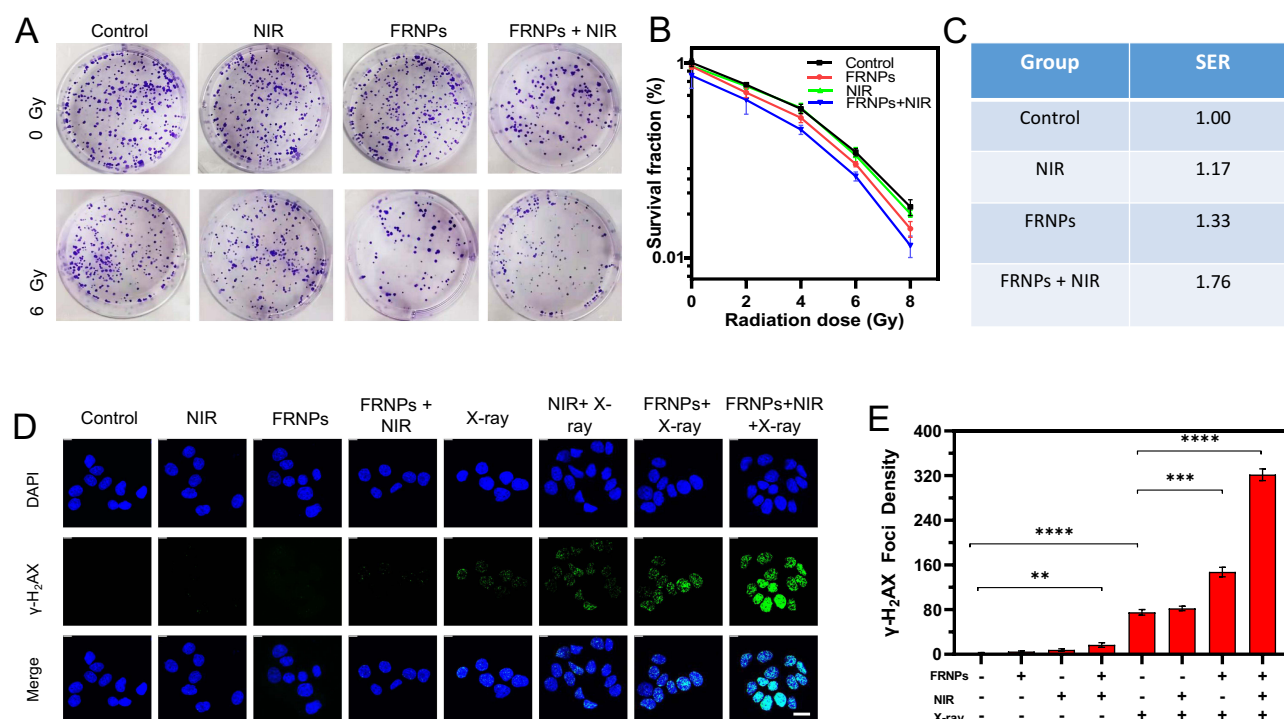 A
Control NIR FRNPs FRNPs + NIR
0 Gy
6 Gy
B
1
0.01
Survival fraction (%)
Control
FRNPs
NIR
FRNPs+NIR
0 2 4 6 8
Radiation dose (Gy)
C
Group SER
Control 1.00
NIR 1.17
FRNPs 1.33
FRNPs + NIR 1.76
D
Control NIR FRNPs FRNPs + NIR X-ray NIR+ X-ray FRNPs+ X-ray FRNPs+NIR +X-ray
DAPI
γ-H₂AX
Merge
E
γ-H₂AX Foci Density
400
320
240
160
80
0
****
***
****
**
FRNPs - + - + - - + +
NIR - - + + - + - +
X-ray - - - - + + + +